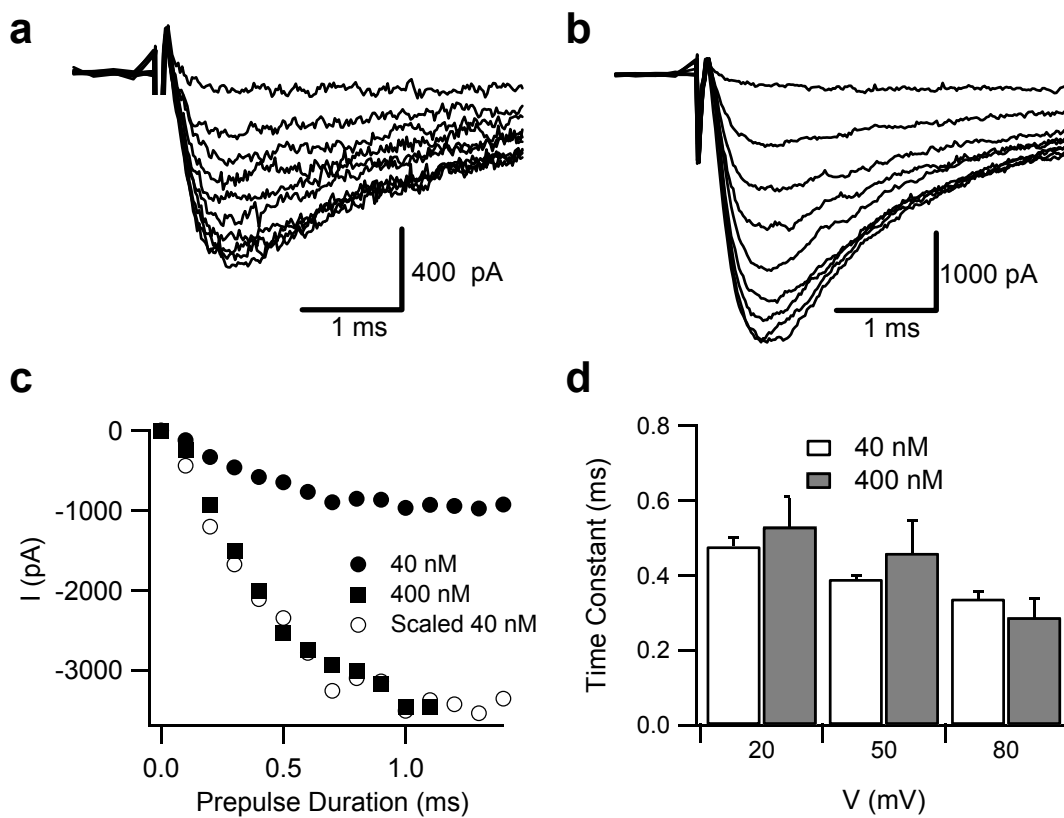 a
b
400 pA
1 ms
1000 pA
1 ms
c
0
-1000
-2000
-3000
I (pA)
40 nM
400 nM
Scaled 40 nM
0.0
0.5
1.0
Prepulse Duration (ms)
d
0.8
0.6
0.4
0.2
0.0
Time Constant (ms)
40 nM
400 nM
20
50
80
V (mV)